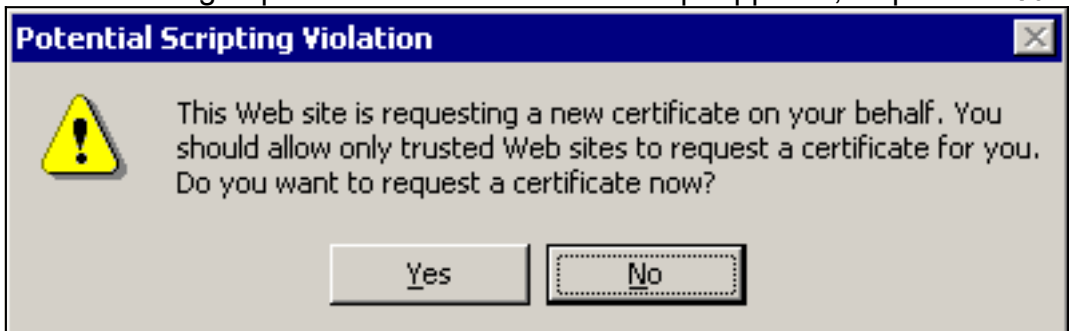 Potential Scripting Violation
This Web site is requesting a new certificate on your behalf. You
should allow only trusted Web sites to request a certificate for you.
Do you want to request a certificate now?
Yes
No